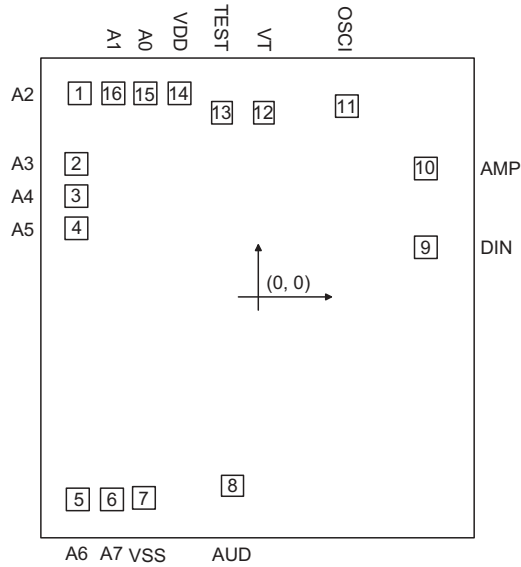 A1 A0 VDD TEST VT OSCI
A2 1 16 15 14 13 12 11
A3 2 10 AMP
A4 3
A5 4 9 DIN
(0, 0)
5 6 7 8
A6 A7 VSS AUD